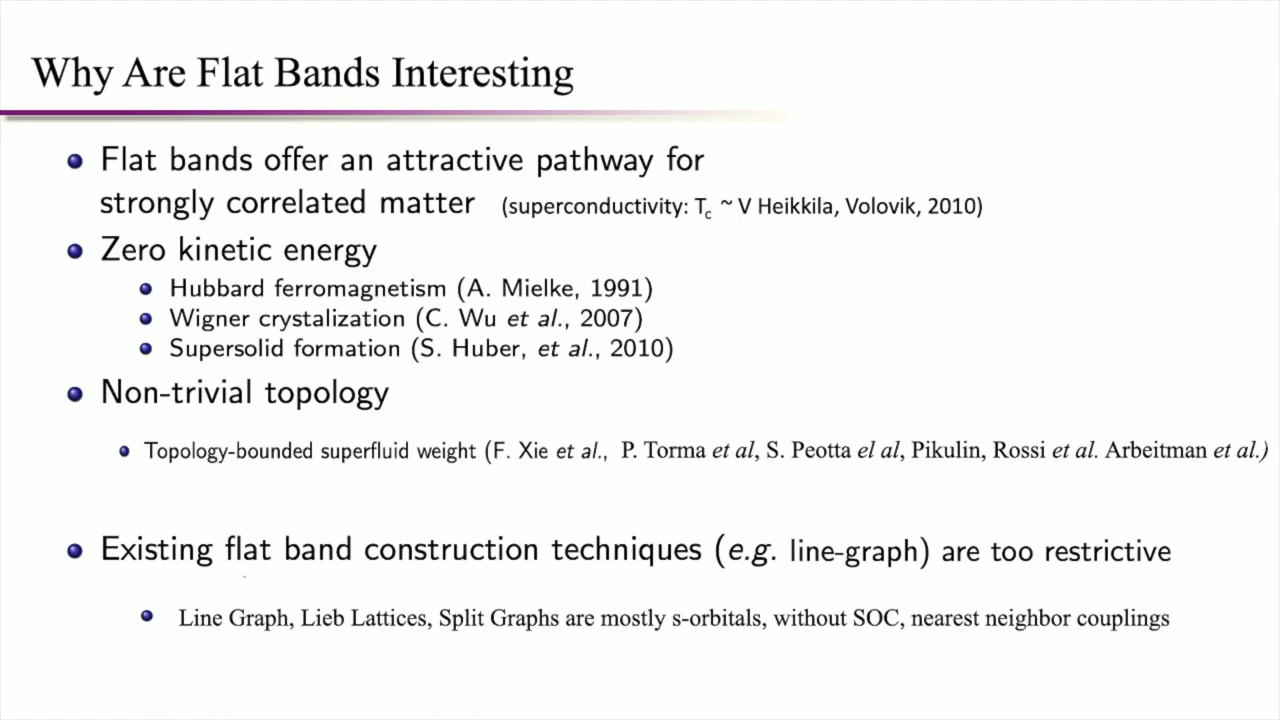 Why Are Flat Bands Interesting
Flat bands offer an attractive pathway for
strongly correlated matter (superconductivity: Tc ~ V Heikkila, Volovik, 2010)
Zero kinetic energy
Hubbard ferromagnetism (A. Mielke, 1991)
Wigner crystalization (C. Wu et al., 2007)
Supersolid formation (S. Huber, et al., 2010)
Non-trivial topology
Topology-bounded superfluid weight (F. Xie et al., P. Torma et al, S. Peotta el al, Pikulin, Rossi et al. Arbeitman et al.)
Existing flat band construction techniques (e.g. line-graph) are too restrictive
Line Graph, Lieb Lattices, Split Graphs are mostly s-orbitals, without SOC, nearest neighbor couplings